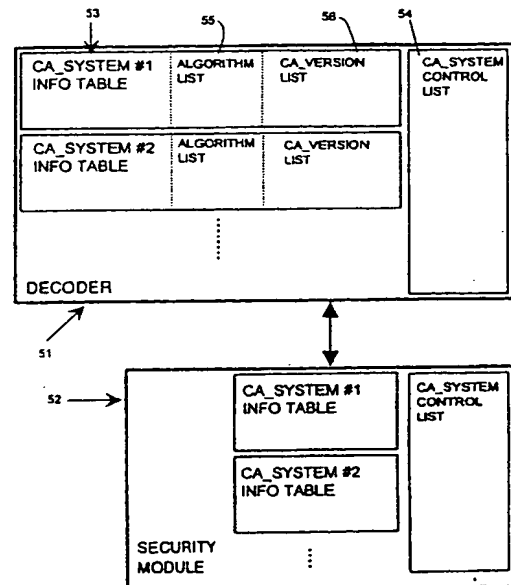 53
55
56
54
CA_SYSTEM #1
INFO TABLE
ALGORITHM
LIST
CA_VERSION
LIST
CA_SYSTEM
CONTROL
LIST
CA_SYSTEM #2
INFO TABLE
ALGORITHM
LIST
CA_VERSION
LIST
DECODER
51
52
CA_SYSTEM #1
INFO TABLE
CA_SYSTEM
CONTROL
LIST
CA_SYSTEM #2
INFO TABLE
SECURITY
MODULE